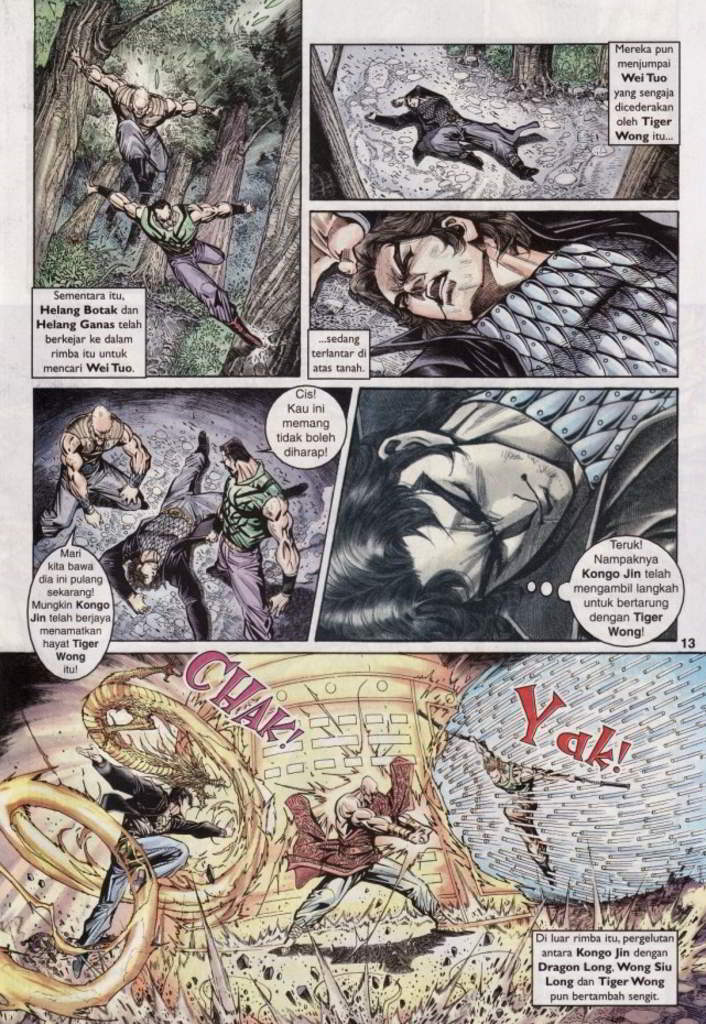 Sementara itu,
Helang Botak dan
Helang Ganas telah
berkejar ke dalam
rimba itu untuk
mencari Wei Tuo.
Mereka pun
menjumpai
Wei Tuo
yang sengaja
dicederakan
oleh Tiger
Wong itu...
...sedang
terlantar di
atas tanah.
Cis!
Kau ini
memang
tidak boleh
diharap!
Mari
kita bawa
dia ini pulang
sekarang!
Mungkin Kongo
Jin telah berjaya
menamatkan
hayat Tiger
Wong
itu!
Teruk!
Nampaknya
Kongo Jin telah
mengambil langkah
untuk bertarung
dengan Tiger
Wong!
13
CHAK!
Yak!
Di luar rimba itu, pergelutan
antara Kongo Jin dengan
Dragon Long, Wong Siu
Long dan Tiger Wong
pun bertambah sengit.